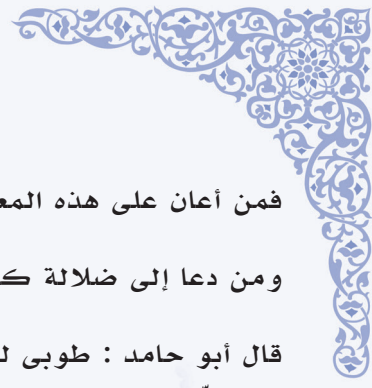 فمن أعان على هذه
ومن دعا إلى ضلالة
قال أبو حامد : طوبى